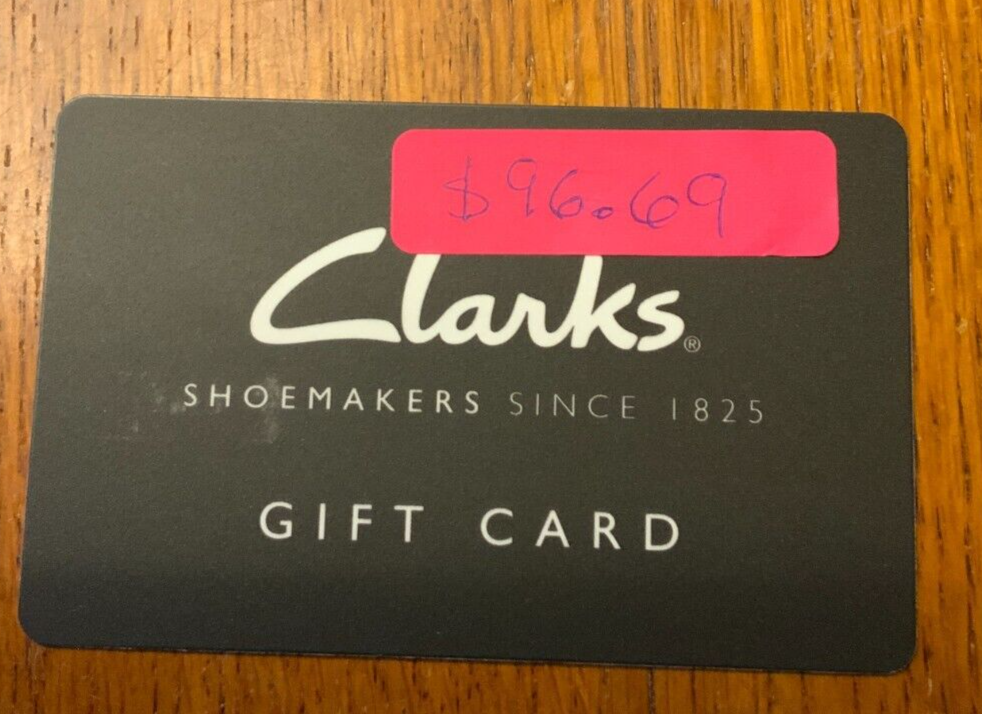 $96.69
Clarks®
SHOEMAKERS SINCE 1825
GIFT CARD